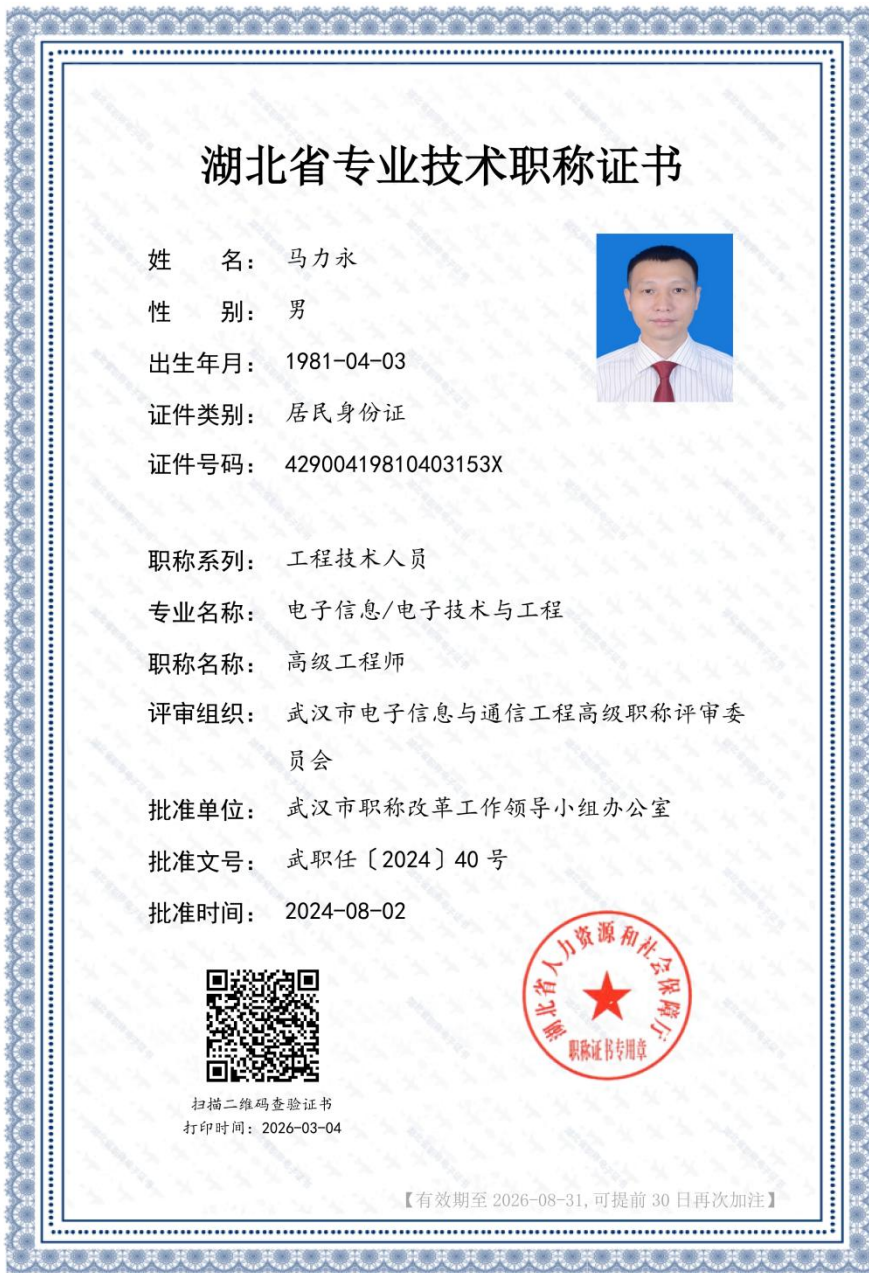 湖北省专业技术职称证书
姓名： 马力永
性别： 男
出生年月： 1981-04-03
证件类别： 居民身份证
证件号码： 42900419810403153X
职称系列： 工程技术人员
专业名称： 电子信息/电子技术与工程
职称名称： 高级工程师
评审组织： 武汉市电子信息与通信工程高级职称评审委
员会
批准单位： 武汉市职称改革工作领导小组办公室
批准文号： 武职任〔2024〕40 号
批准时间： 2024-08-02
湖北省人力资源和社会保障厅
职称证书专用章
扫描二维码查验证书
打印时间：2026-03-04
【有效期至 2026-08-31,可提前 30 日再次加注】